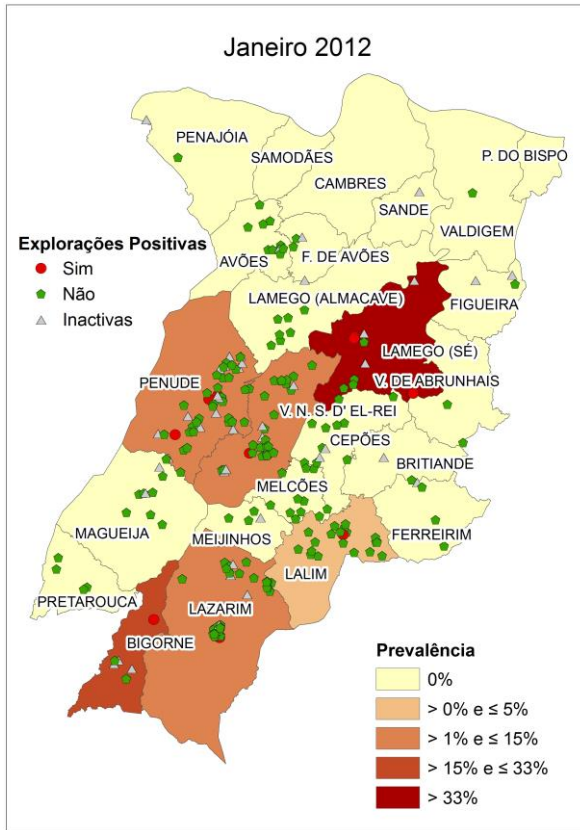 Janeiro 2012
PENAJÓIA
SAMODÃES
P. DO BISPO
CAMBRES
SANDE
VALDIGEM
Explorações Positivas
Sim
Não
Inactivas
AVÕES
F. DE AVÕES
LAMEGO (ALMACAVE)
FIGUEIRA
LAMEGO (SÉ)
PENUDE
V. DE ABRUNHAIS
V. N. S. D' EL-REI
CEPÕES
BRITIANDE
MELCÕES
MAGUEIJA
MEIJINHOS
FERREIRIM
LALIM
PRETAROUCA
LAZARIM
BIGORNE
Prevalência
0%
> 0% e ≤ 5%
> 1% e ≤ 15%
> 15% e ≤ 33%
> 33%